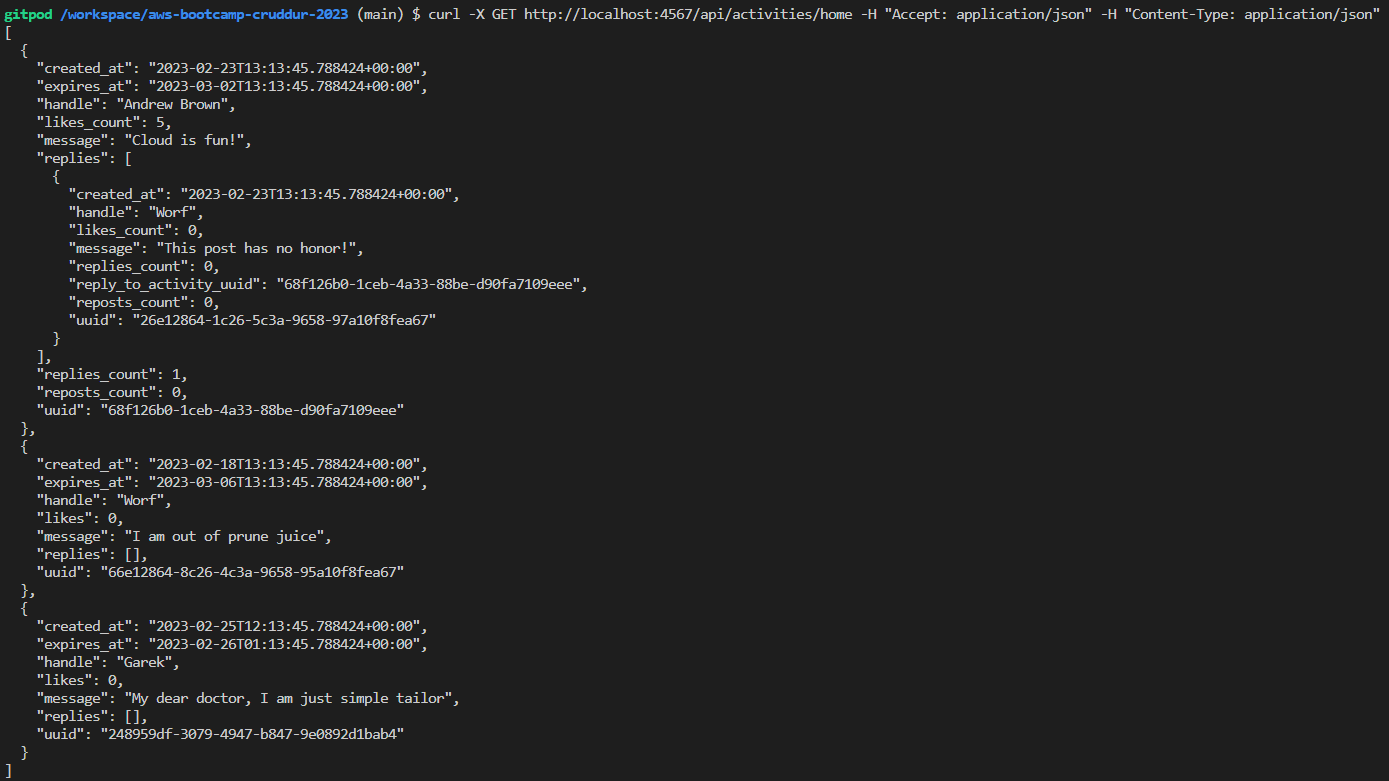 gitpod /workspace/aws-bootcamp-cruddur-2023 (main) $ curl -X GET http://localhost:4567/api/activities/home -H "Accept: application/json" -H "Content-Type: application/json"
[
  {
    "created_at": "2023-02-23T13:13:45.788424+00:00",
    "expires_at": "2023-03-02T13:13:45.788424+00:00",
    "handle": "Andrew Brown",
    "likes_count": 5,
    "message": "Cloud is fun!",
    "replies": [
      {
        "created_at": "2023-02-23T13:13:45.788424+00:00",
        "handle": "Worf",
        "likes_count": 0,
        "message": "This post has no honor!",
        "replies_count": 0,
        "reply_to_activity_uuid": "68f126b0-1ceb-4a33-88be-d90fa7109eee",
        "reposts_count": 0,
        "uuid": "26e12864-1c26-5c3a-9658-97a10f8fea67"
      }
    ],
    "replies_count": 1,
    "reposts_count": 0,
    "uuid": "68f126b0-1ceb-4a33-88be-d90fa7109eee"
  },
  {
    "created_at": "2023-02-18T13:13:45.788424+00:00",
    "expires_at": "2023-03-06T13:13:45.788424+00:00",
    "handle": "Worf",
    "likes": 0,
    "message": "I am out of prune juice",
    "replies": [],
    "uuid": "66e12864-8c26-4c3a-9658-95a10f8fea67"
  },
  {
    "created_at": "2023-02-25T12:13:45.788424+00:00",
    "expires_at": "2023-02-26T01:13:45.788424+00:00",
    "handle": "Garek",
    "likes": 0,
    "message": "My dear doctor, I am just simple tailor",
    "replies": [],
    "uuid": "248959df-3079-4947-b847-9e0892d1bab4"
  }
]